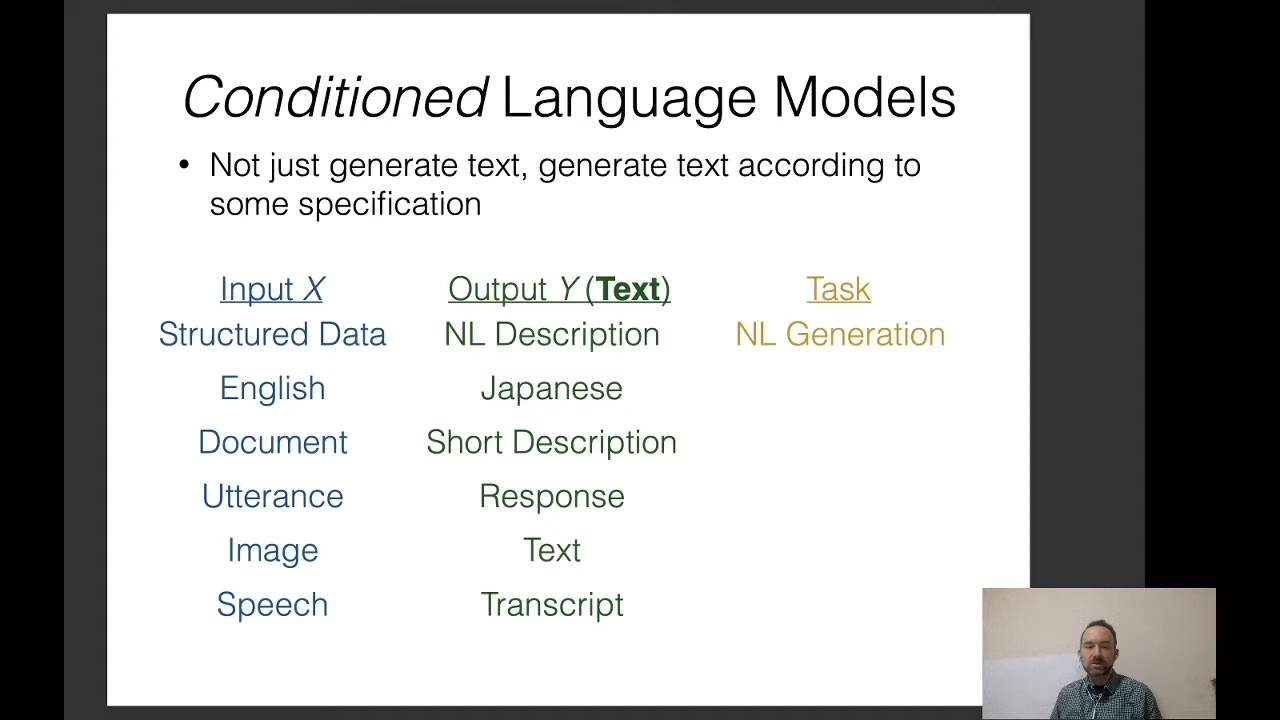 Conditioned Language Models
• Not just generate text, generate text according to
some specification
Input X Output Y (Text) Task
Structured Data NL Description NL Generation
English Japanese
Document Short Description
Utterance Response
Image Text
Speech Transcript